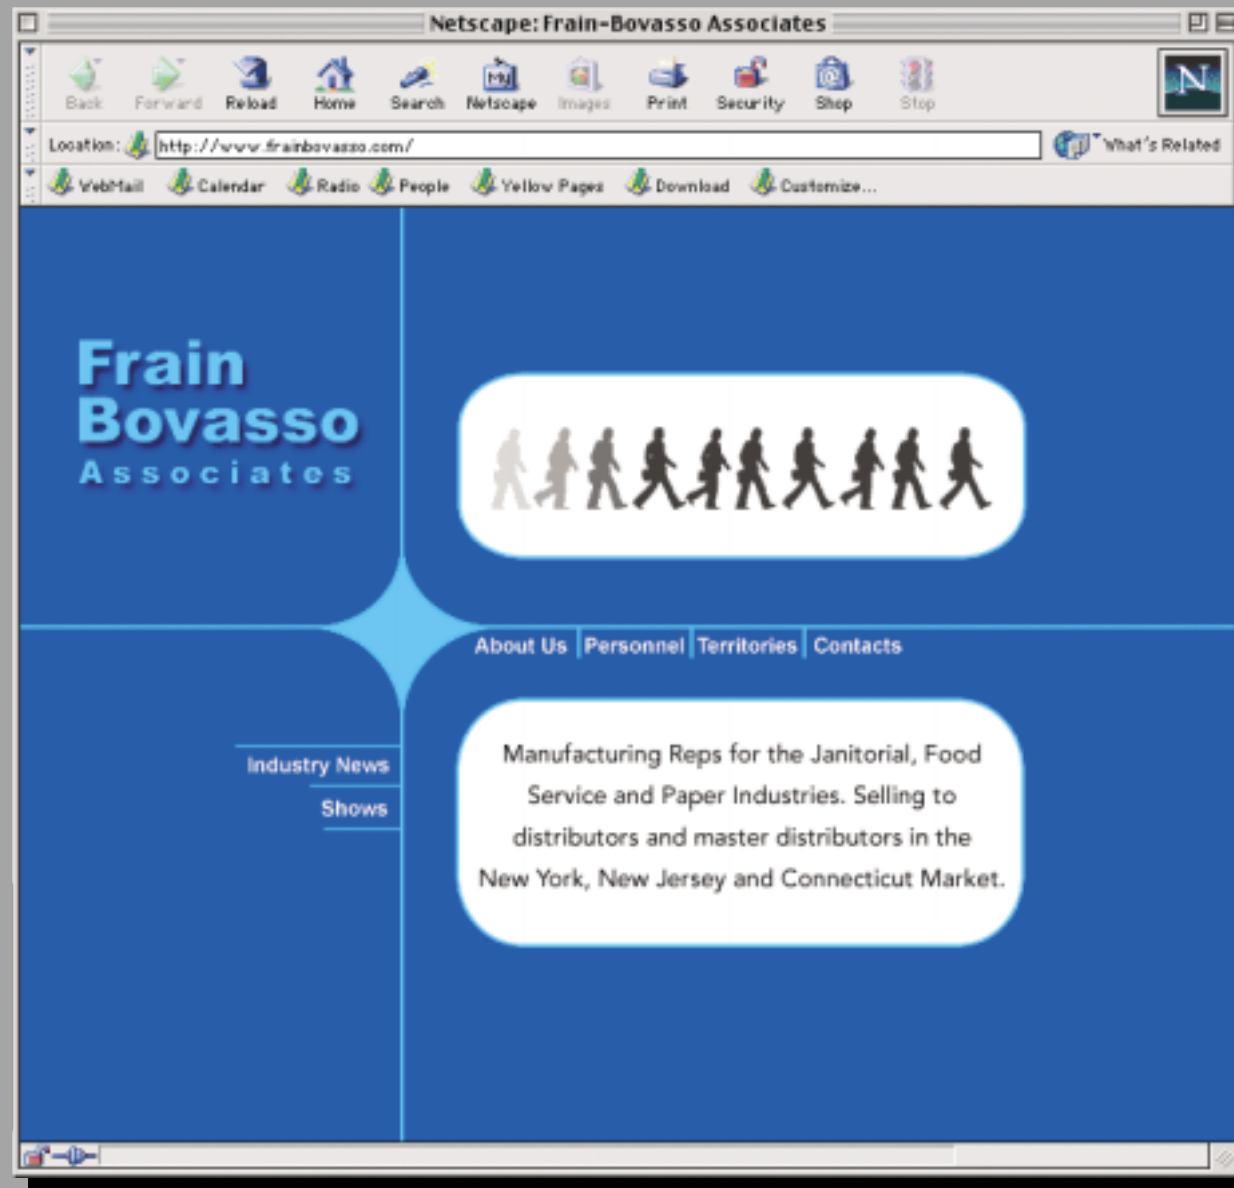 Netscape: Frain-Bovasso Associates
Back Forward Reload Home Search Netscape Images Print Security Shop Stop
My
N
Location: http://www.frainbovasso.com/ What's Related
WebMail Calendar Radio People Yellow Pages Download Customize...
Frain
Bovasso
Associates
About Us Personnel Territories Contacts
Industry News
Shows
Manufacturing Reps for the Janitorial, Food
Service and Paper Industries. Selling to
distributors and master distributors in the
New York, New Jersey and Connecticut Market.